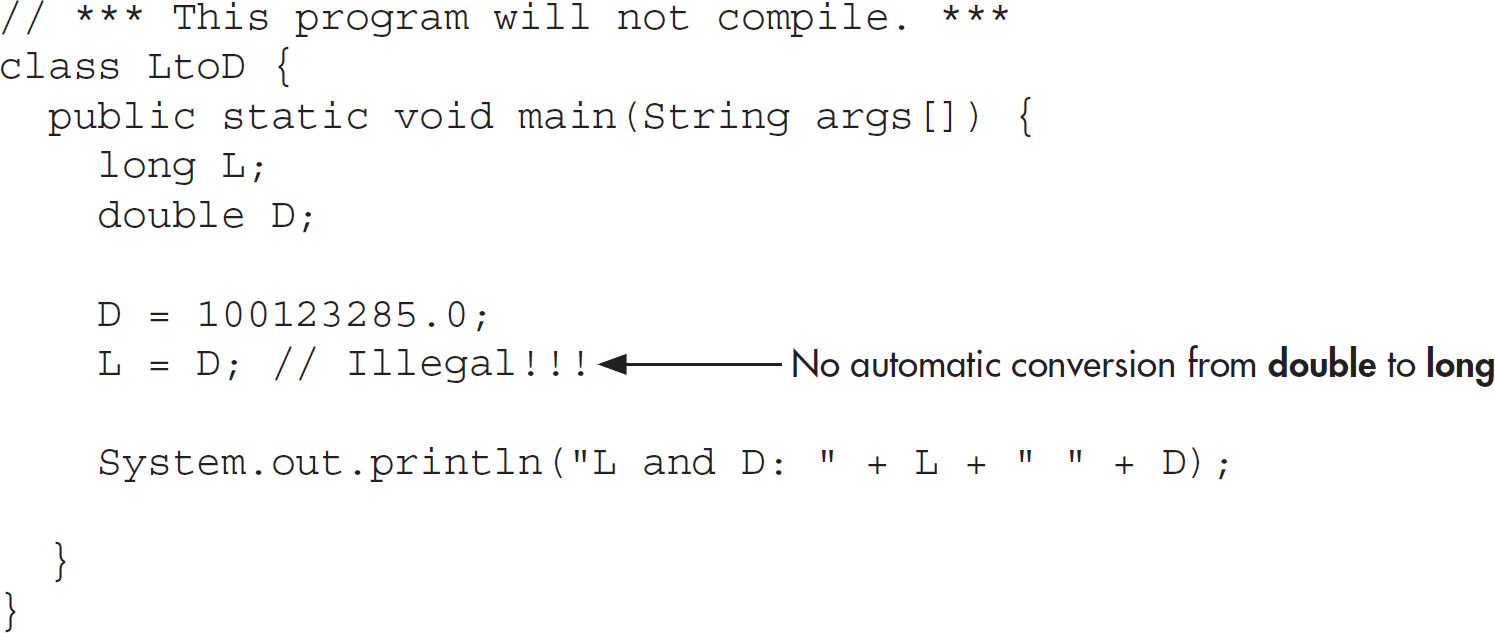 // *** This program will not compile. ***
class LtoD {
  public static void main(String args[]) {
    long L;
    double D;

    D = 100123285.0;
    L = D; // Illegal!!! No automatic conversion from double to long

    System.out.println("L and D: " + L + " " + D);

  }
}